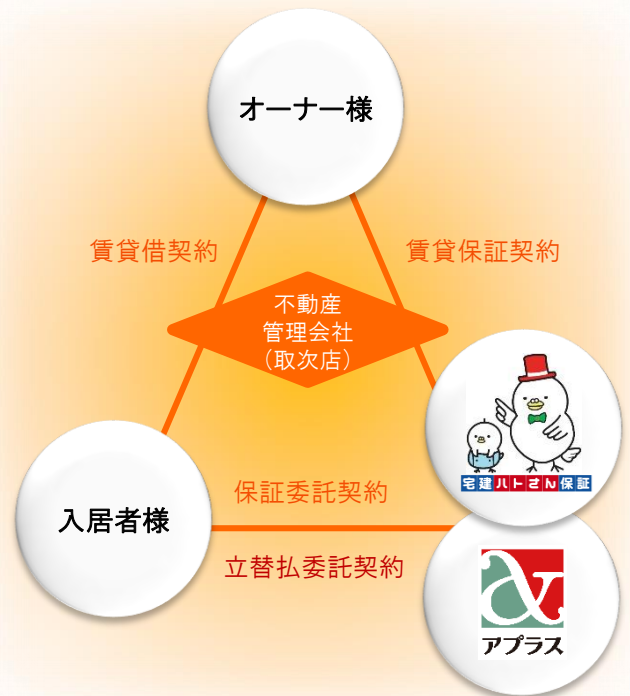 オーナー様
賃貸借契約
賃貸保証契約
不動産
管理会社
（取次店）
宅建ハトさん保証
保証委託契約
入居者様
立替払委託契約
アプラス